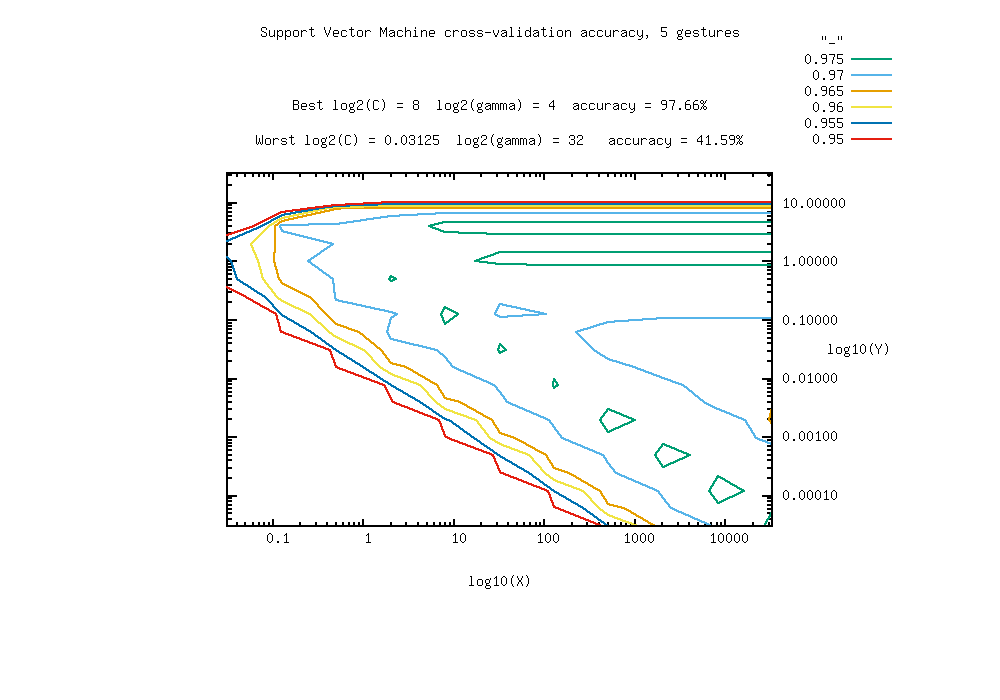 Support Vector Machine cross-validation accuracy, 5 gestures
"_"
0.975
0.97
0.965
0.96
0.955
0.95
Best log2(C) = 8  log2(gamma) = 4  accuracy = 97.66%
Worst log2(C) = 0.03125  log2(gamma) = 32   accuracy = 41.59%
10.00000
1.00000
0.10000
log10(Y)
0.01000
0.00100
0.00010
0.1 1 10 100 1000 10000
log10(X)